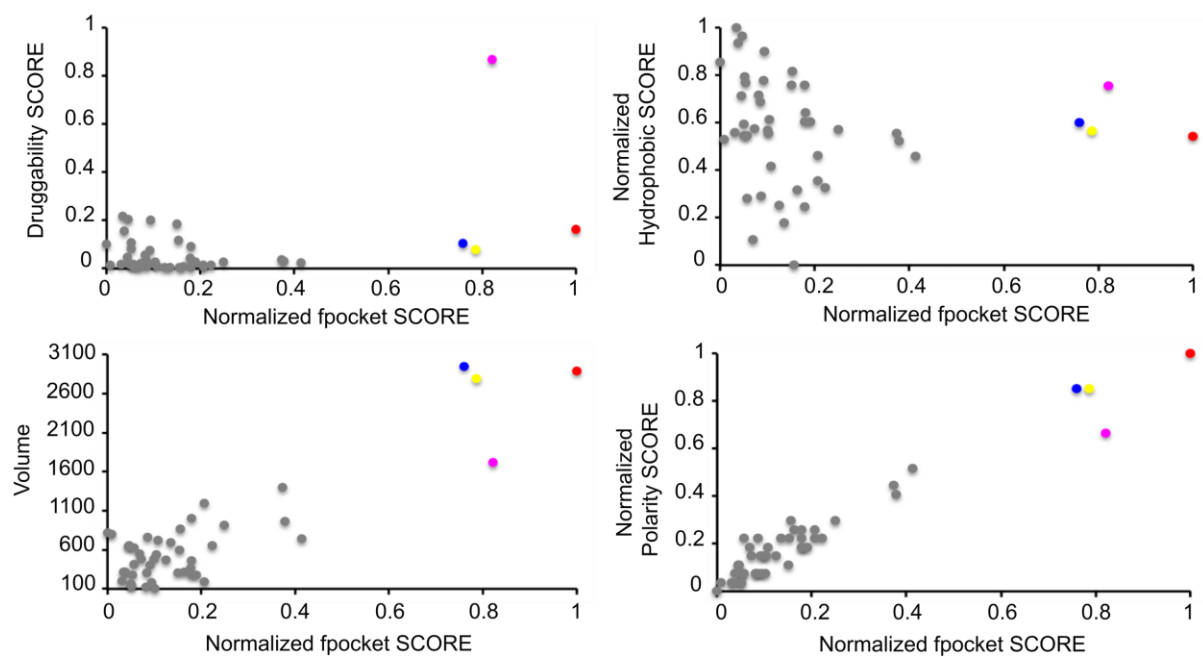 Druggability SCORE
1
0.8
0.6
0.4
0.2
0
0 0.2 0.4 0.6 0.8 1
Normalized fpocket SCORE
Normalized
Hydrophobic SCORE
1
0.8
0.6
0.4
0.2
0
0 0.2 0.4 0.6 0.8 1
Normalized fpocket SCORE
Volume
3100
2600
2100
1600
1100
600
100
0 0.2 0.4 0.6 0.8 1
Normalized fpocket SCORE
Normalized
Polarity SCORE
1
0.8
0.6
0.4
0.2
0
0 0.2 0.4 0.6 0.8 1
Normalized fpocket SCORE